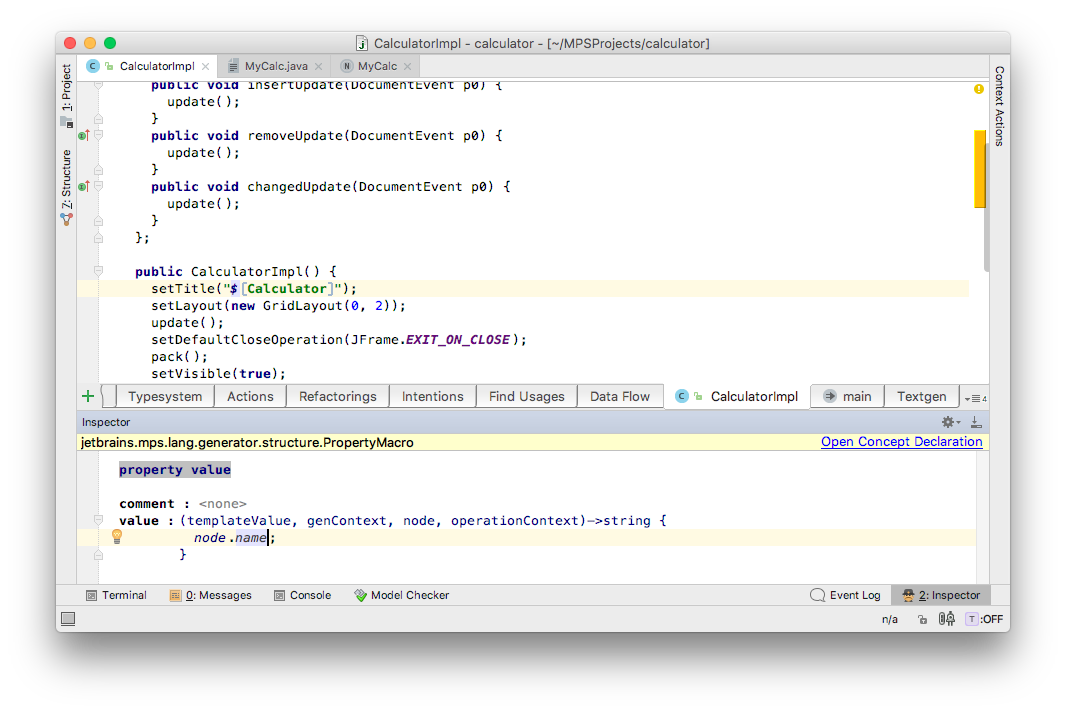 CalculatorImpl - calculator - [~/MPSProjects/calculator]
CalculatorImpl MyCalc.java MyCalc
1: Project
Z: Structure
Context Actions
public void insertUpdate(DocumentEvent p0) {
update();
}
public void removeUpdate(DocumentEvent p0) {
update();
}
public void changedUpdate(DocumentEvent p0) {
update();
}
};
public CalculatorImpl() {
setTitle("$[Calculator]");
setLayout(new GridLayout(0, 2));
update();
setDefaultCloseOperation(JFrame.EXIT_ON_CLOSE);
pack();
setVisible(true);
Typesystem Actions Refactorings Intentions Find Usages Data Flow CalculatorImpl main Textgen 4
Inspector
jetbrains.mps.lang.generator.structure.PropertyMacro Open Concept Declaration
property value
comment : <none>
value : (templateValue, genContext, node, operationContext)->string {
node.name;
}
Terminal 0: Messages Console Model Checker Event Log 2: Inspector
n/a T :OFF